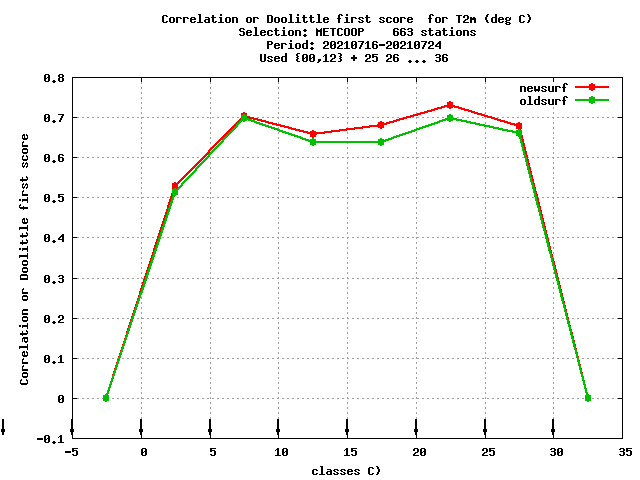 Correlation or Doolittle first score  for T2m (deg C)
Selection: METCOOP    663 stations
Period: 20210716-20210724
Used {00,12} + 25 26 ... 36
newsurf
oldsurf
Correlation or Doolittle first score
0.8
0.7
0.6
0.5
0.4
0.3
0.2
0.1
0
-0.1
-5 0 5 10 15 20 25 30 35
classes C)